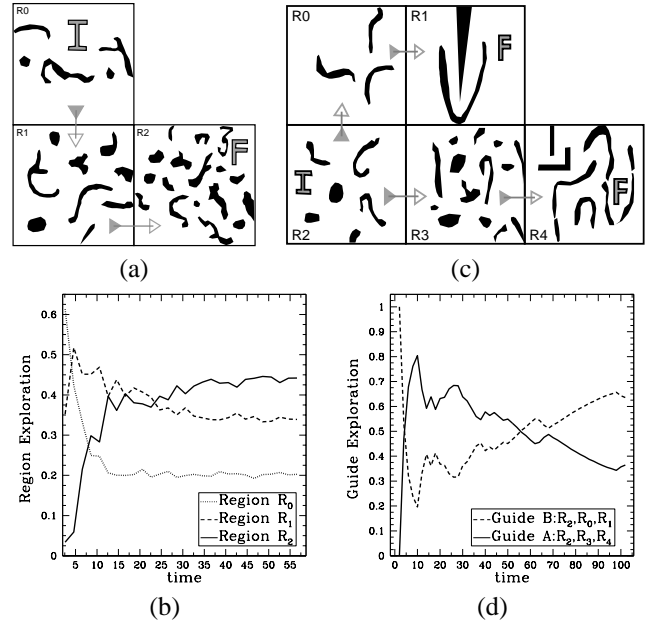 R0
I
R1
R2
F
(a)
R0
R1
F
I
R2
R3
R4
F
(c)
Region Exploration
0.6
0.5
0.4
0.3
0.2
0.1
0
5 10 15 20 25 30 35 40 45 50 55
time
Region R0
Region R1
Region R2
(b)
Guide Exploration
1
0.9
0.8
0.7
0.6
0.5
0.4
0.3
0.2
0.1
0
0 10 20 30 40 50 60 70 80 90 100
time
Guide B:R2,R0,R1
Guide A:R2,R3,R4
(d)